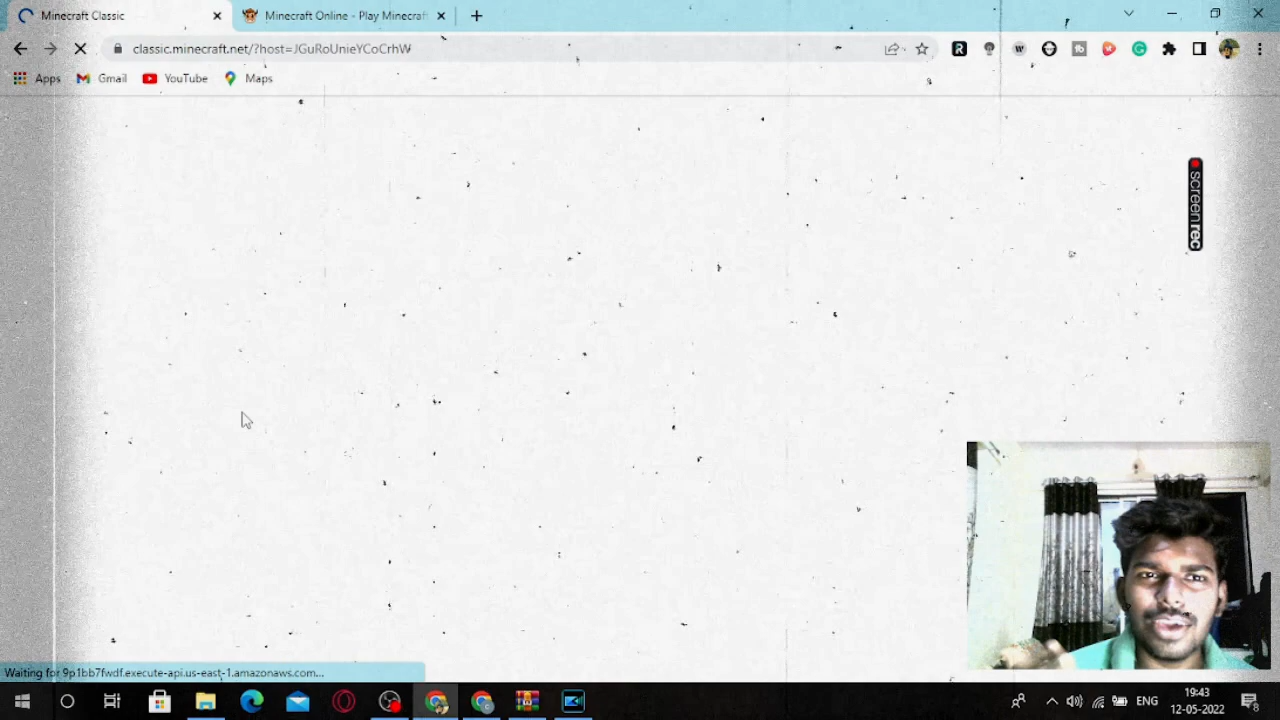 Minecraft Classic
Minecraft Online - Play Minecraf
classic.minecraft.net/?host=JGuRoUnieYCoCrhW
Apps
Gmail
YouTube
Maps
screenrec
Waiting for 9p1bb7fwdf.execute-api.us-east-1.amazonaws.com...
ENG
19:43
12-05-2022